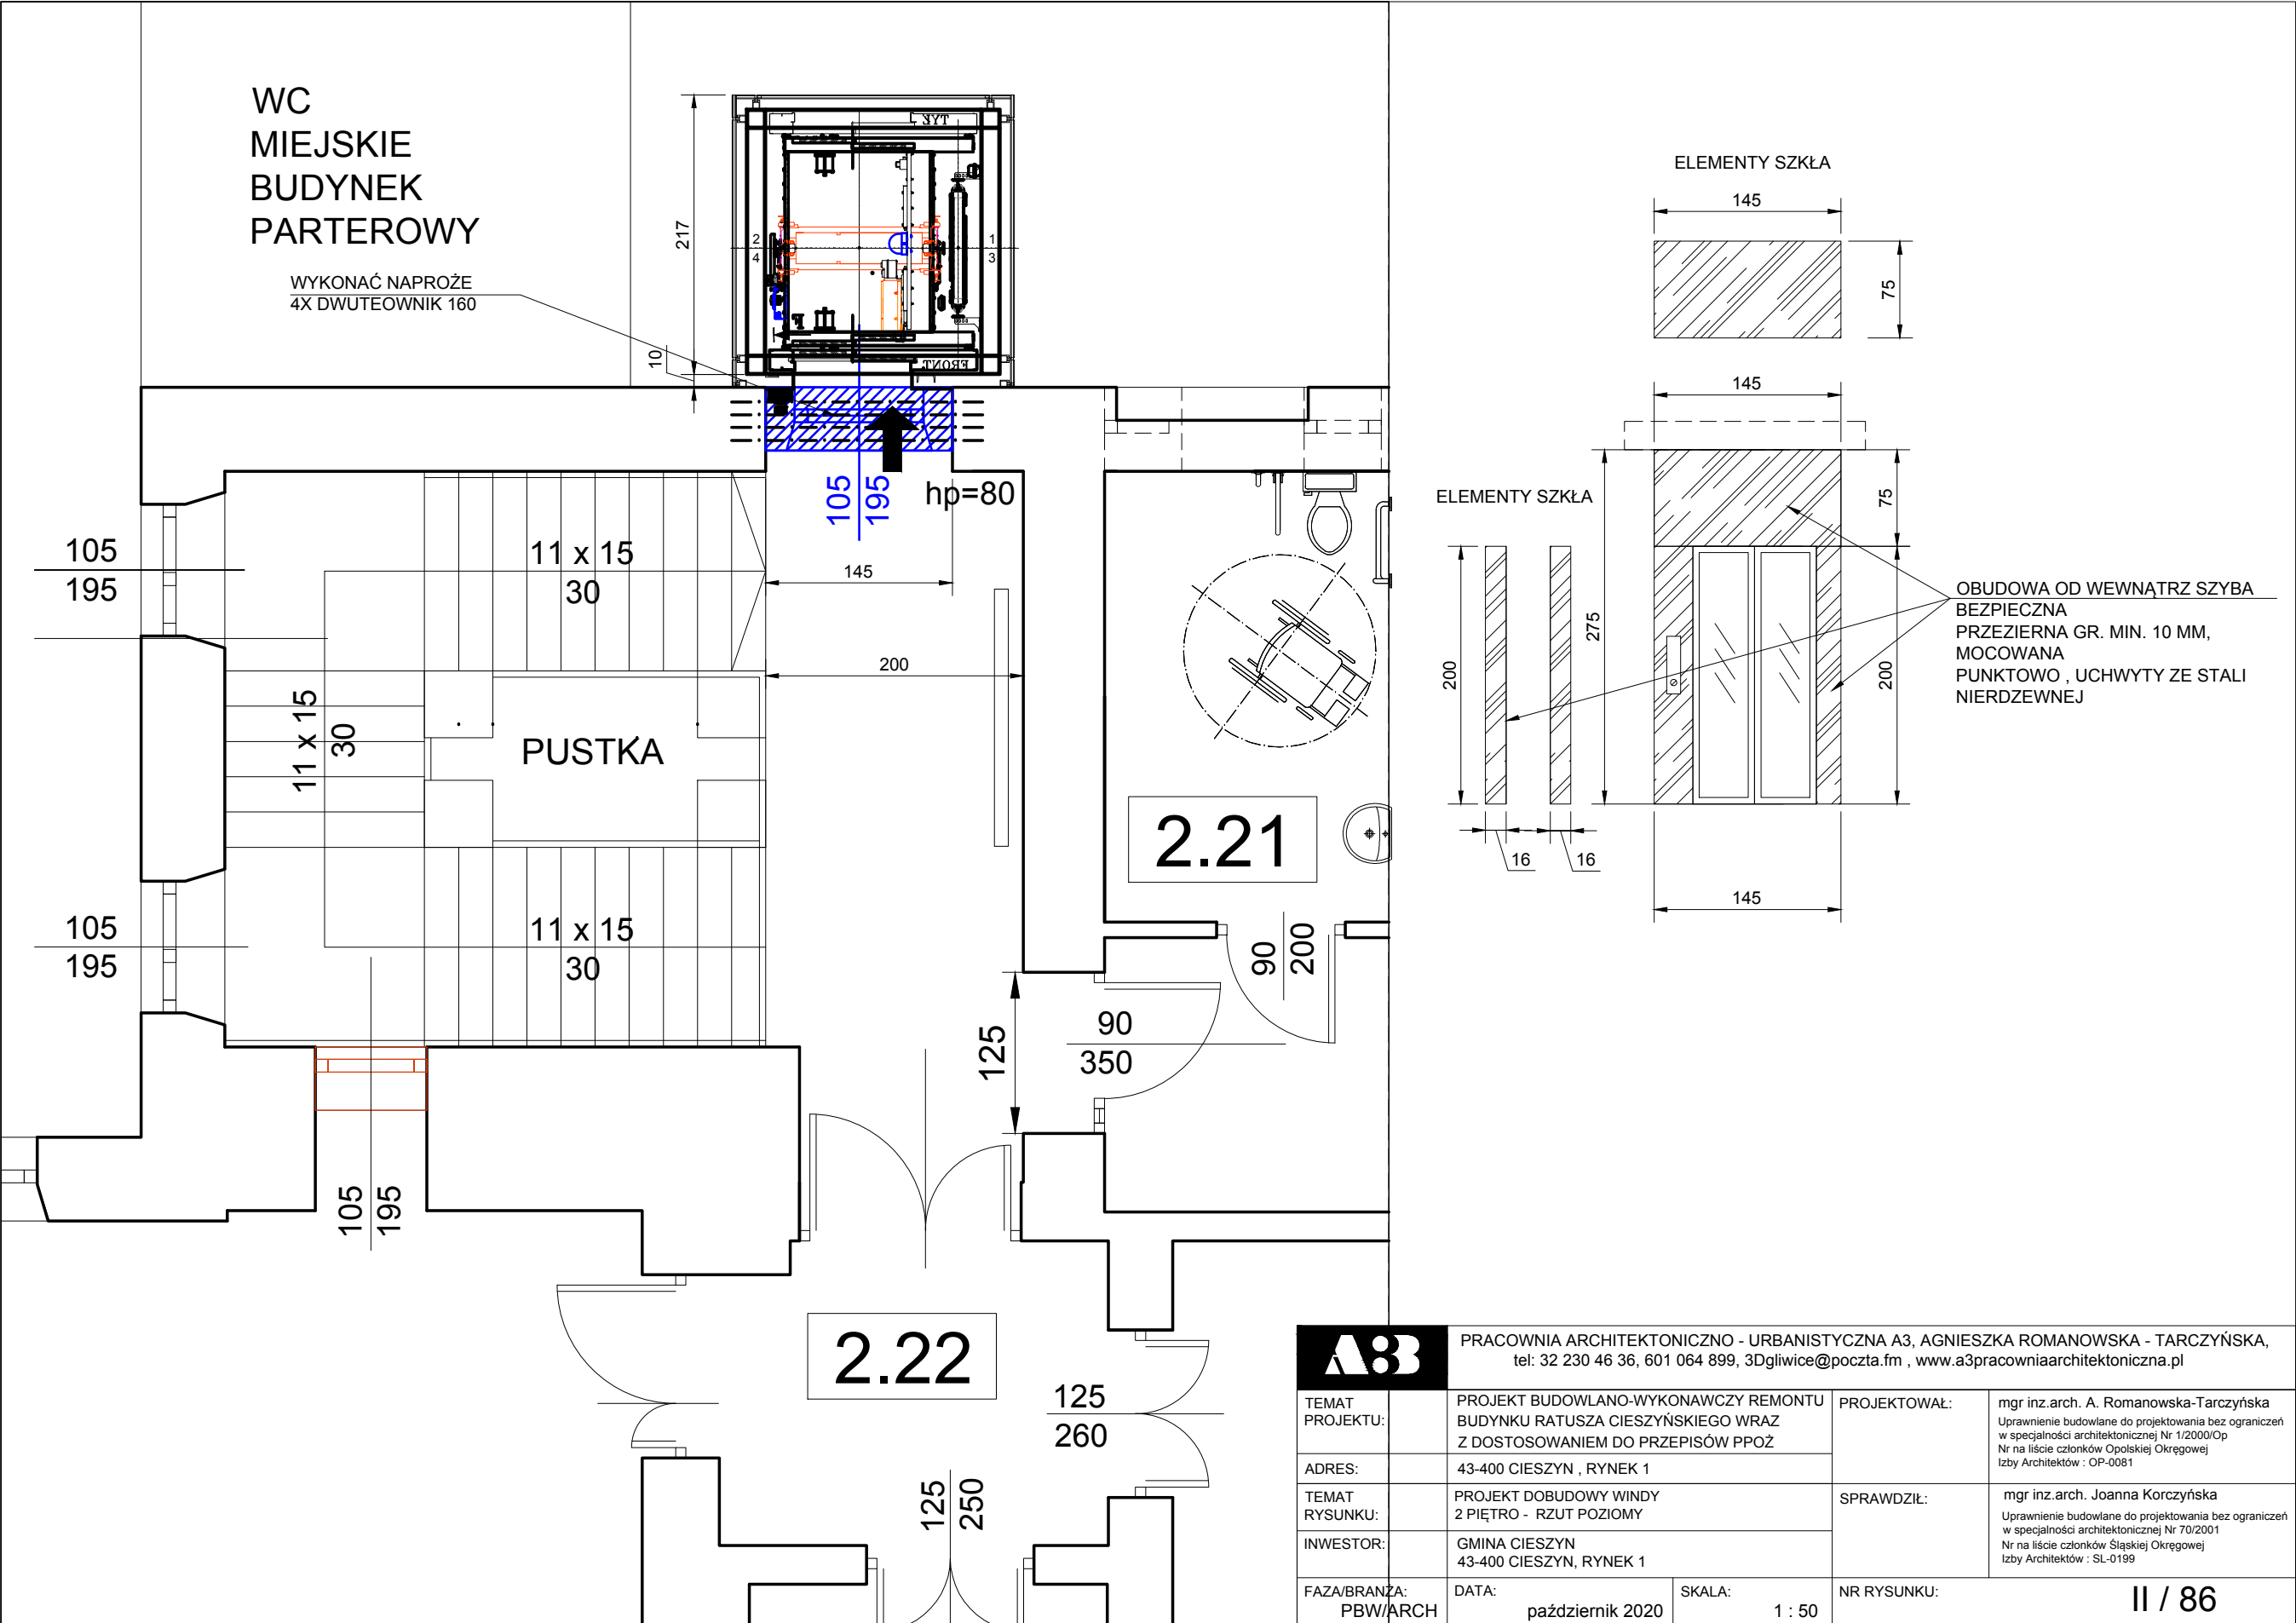 WC
MIEJSKIE
BUDYNEK
PARTEROWY
WYKONAĆ NAPROŻE
4X DWUTEOWNIK 160
217
10
TYŁ
2
4
1
3
FRONT
105
195
hp=80
145
200
105
195
11 x 15
30
11 x 15
30
PUSTKA
11 x 15
30
105
195
105
195
2.21
90
200
125
90
350
2.22
125
260
125
250
ELEMENTY SZKŁA
145
75
145
ELEMENTY SZKŁA
75
275
200
200
16
16
145
OBUDOWA OD WEWNĄTRZ SZYBA
BEZPIECZNA
PRZEZIERNA GR. MIN. 10 MM,
MOCOWANA
PUNKTOWO , UCHWYTY ZE STALI
NIERDZEWNEJ
A3
PRACOWNIA ARCHITEKTONICZNO - URBANISTYCZNA A3, AGNIESZKA ROMANOWSKA - TARCZYŃSKA,
tel: 32 230 46 36, 601 064 899, 3Dgliwice@poczta.fm , www.a3pracowniaarchitektoniczna.pl
TEMAT
PROJEKTU:
PROJEKT BUDOWLANO-WYKONAWCZY REMONTU
BUDYNKU RATUSZA CIESZYŃSKIEGO WRAZ
Z DOSTOSOWANIEM DO PRZEPISÓW PPOŻ
PROJEKTOWAŁ:
mgr inz.arch. A. Romanowska-Tarczyńska
Uprawnienie budowlane do projektowania bez ograniczeń
w specjalności architektonicznej Nr 1/2000/Op
Nr na liście członków Opolskiej Okręgowej
Izby Architektów : OP-0081
ADRES:
43-400 CIESZYN , RYNEK 1
TEMAT
RYSUNKU:
PROJEKT DOBUDOWY WINDY
2 PIĘTRO - RZUT POZIOMY
SPRAWDZIŁ:
mgr inz.arch. Joanna Korczyńska
Uprawnienie budowlane do projektowania bez ograniczeń
w specjalności architektonicznej Nr 70/2001
Nr na liście członków Śląskiej Okręgowej
Izby Architektów : SL-0199
INWESTOR:
GMINA CIESZYN
43-400 CIESZYN, RYNEK 1
FAZA/BRANŻA:
PBW/ARCH
DATA:
październik 2020
SKALA:
1 : 50
NR RYSUNKU:
II / 86